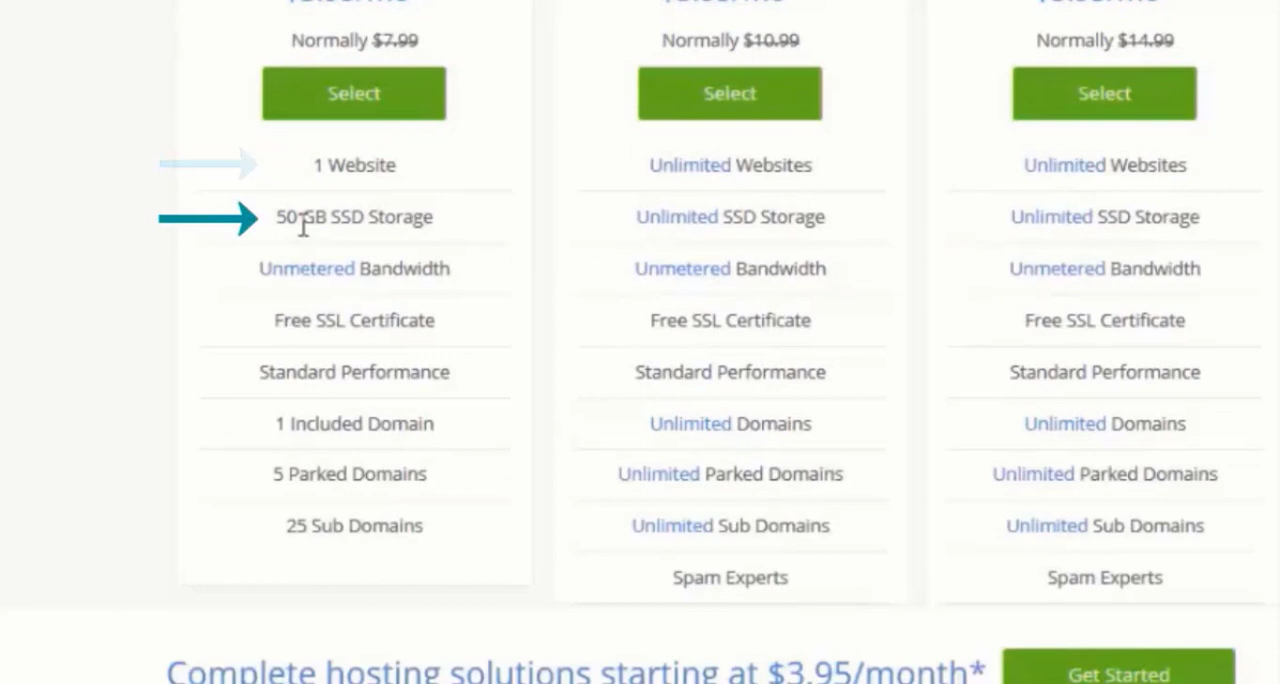 Normally $7.99
Select
1 Website
50 GB SSD Storage
Unmetered Bandwidth
Free SSL Certificate
Standard Performance
1 Included Domain
5 Parked Domains
25 Sub Domains
Normally $10.99
Select
Unlimited Websites
Unlimited SSD Storage
Unmetered Bandwidth
Free SSL Certificate
Standard Performance
Unlimited Domains
Unlimited Parked Domains
Unlimited Sub Domains
Spam Experts
Normally $14.99
Select
Unlimited Websites
Unlimited SSD Storage
Unmetered Bandwidth
Free SSL Certificate
Standard Performance
Unlimited Domains
Unlimited Parked Domains
Unlimited Sub Domains
Spam Experts
Complete hosting solutions starting at $3.95/month*
Get Started